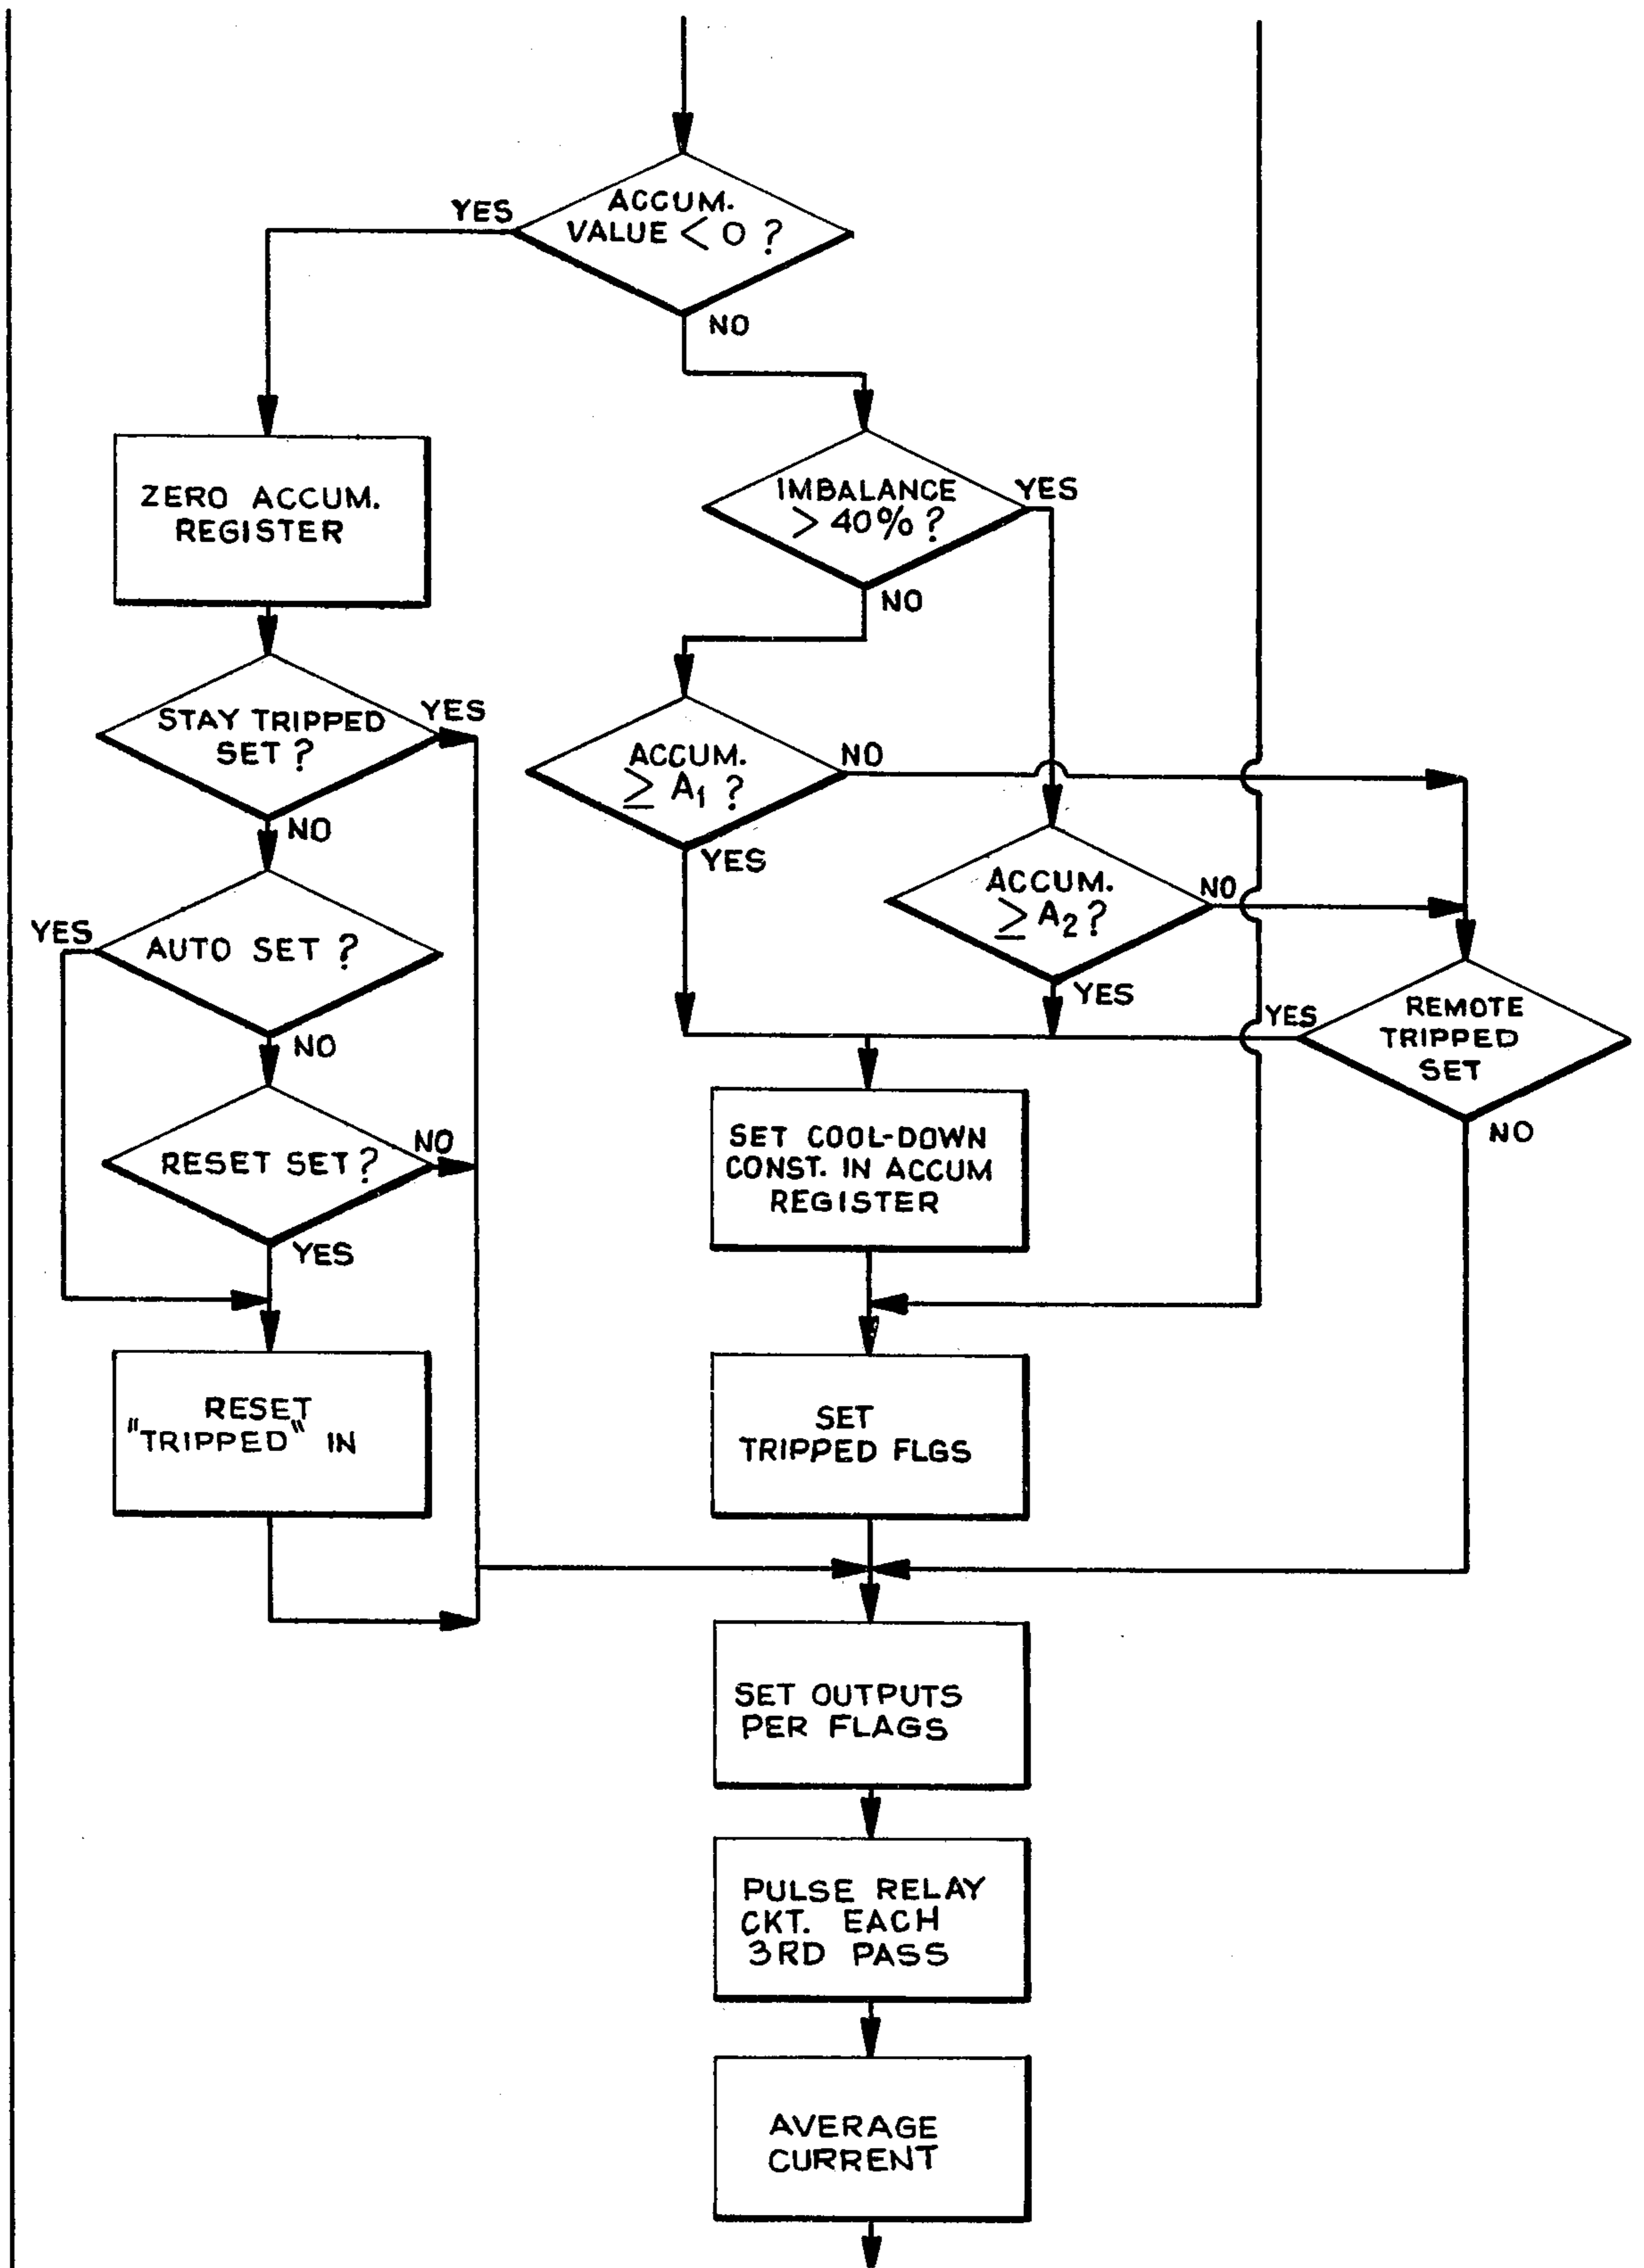 YES
ACCUM.
VALUE < 0 ?
NO
ZERO ACCUM.
REGISTER
IMBALANCE
> 40% ?
YES
NO
STAY TRIPPED
SET ?
YES
NO
ACCUM.
≥ A1 ?
NO
YES
ACCUM.
≥ A2 ?
NO
YES
YES
AUTO SET ?
NO
REMOTE
TRIPPED
SET
YES
NO
RESET SET ?
NO
YES
SET COOL-DOWN
CONST. IN ACCUM
REGISTER
RESET
"TRIPPED" IN
SET
TRIPPED FLGS
SET OUTPUTS
PER FLAGS
PULSE RELAY
CKT. EACH
3RD PASS
AVERAGE
CURRENT